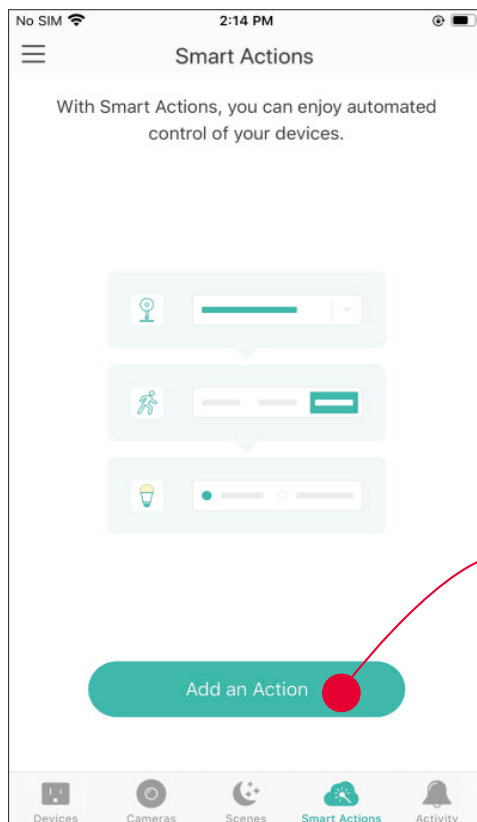 No SIM 2:14 PM
Smart Actions
With Smart Actions, you can enjoy automated
control of your devices.
Add an Action
Devices Cameras Scenes Smart Actions Activity